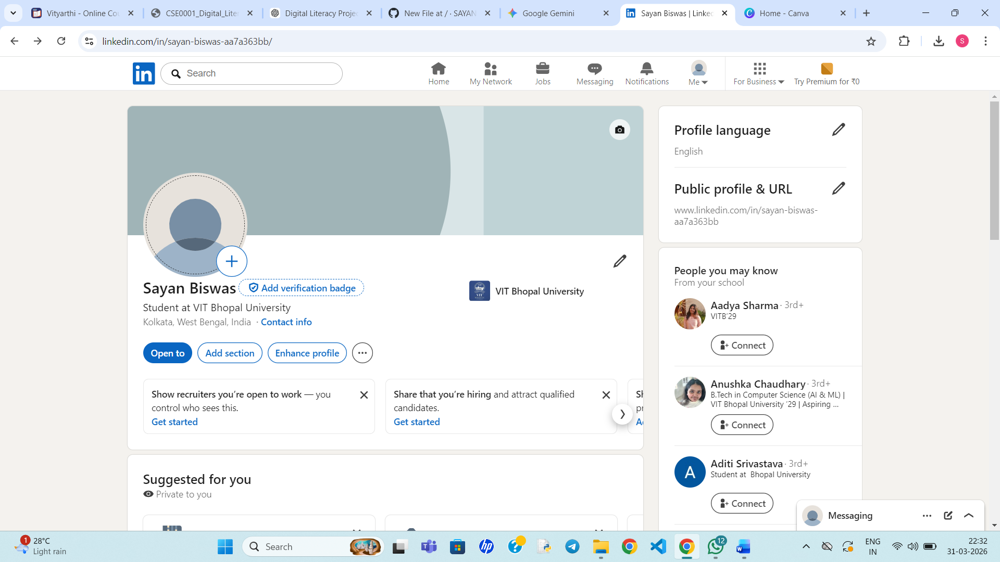 Vityarthi - Online Cou
CSE0001_Digital_Liter
Digital Literacy Projec
New File at / · SAYAN
Google Gemini
Sayan Biswas | Linked
Home - Canva
linkedin.com/in/sayan-biswas-aa7a363bb/
S
in
Search
Home
My Network
Jobs
Messaging
Notifications
Me
For Business
Try Premium for ₹0
Profile language
English
Public profile & URL
www.linkedin.com/in/sayan-biswas-
aa7a363bb
Sayan Biswas
Add verification badge
VIT Bhopal University
Student at VIT Bhopal University
Kolkata, West Bengal, India · Contact info
Open to
Add section
Enhance profile
Show recruiters you’re open to work — you
control who sees this.
Get started
Share that you’re hiring and attract qualified
candidates.
Get started
Sh
pr
Ad
Suggested for you
Private to you
People you may know
From your school
Aadya Sharma · 3rd+
VITB’29
Connect
Anushka Chaudhary · 3rd+
B.Tech in Computer Science (AI & ML) |
VIT Bhopal University ’29 | Aspiring ...
Connect
A
Aditi Srivastava · 3rd+
Student at Bhopal University
Connect
Messaging
1
28°C
Light rain
Search
12
ENG
IN
22:32
31-03-2026